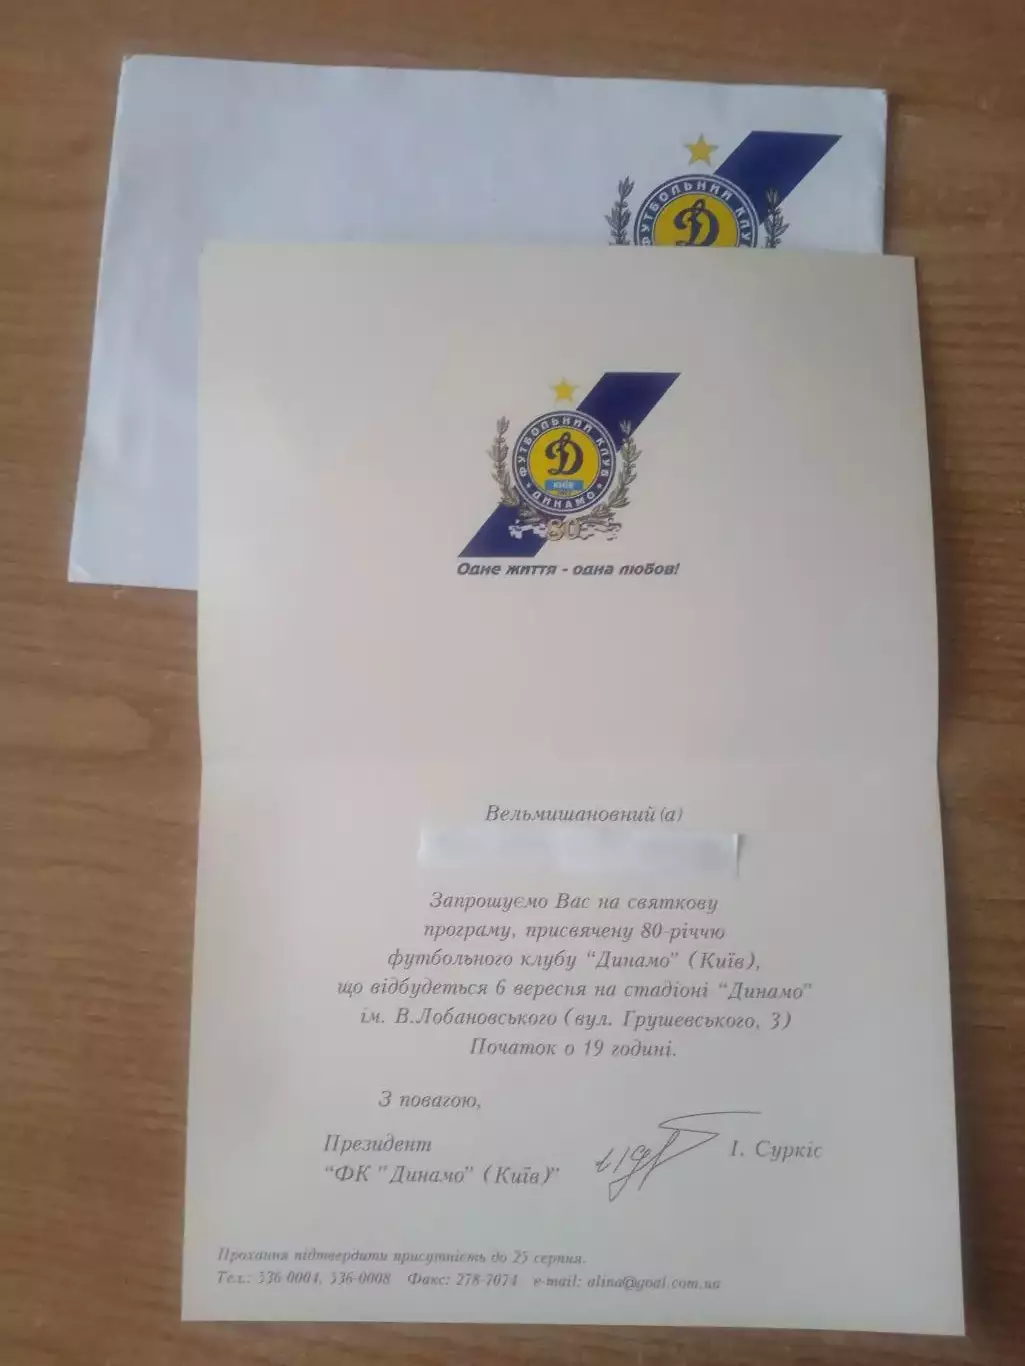 ФУТБОЛЬНИЙ КЛУБ
Д
ФУТБОЛЬНИЙ КЛУБ
Д
КИЇВ
ДИНАМО
80
Одне життя - одна любов!
Вельмишановний (а)
Запрошуємо Вас на святкову
програму, присвячену 80-річчю
футбольного клубу "Динамо" (Київ),
що відбудеться 6 вересня на стадіоні "Динамо"
ім. В.Лобановського (вул. Грушевського, 3)
Початок о 19 годині.
З повагою,
Президент
"ФК "Динамо" (Київ)"
І. Суркіс
Прохання підтвердити присутність до 25 серпня.
Тел.: 536-0004, 536-0008 Факс: 278-7074 e-mail: alina@goal.com.ua